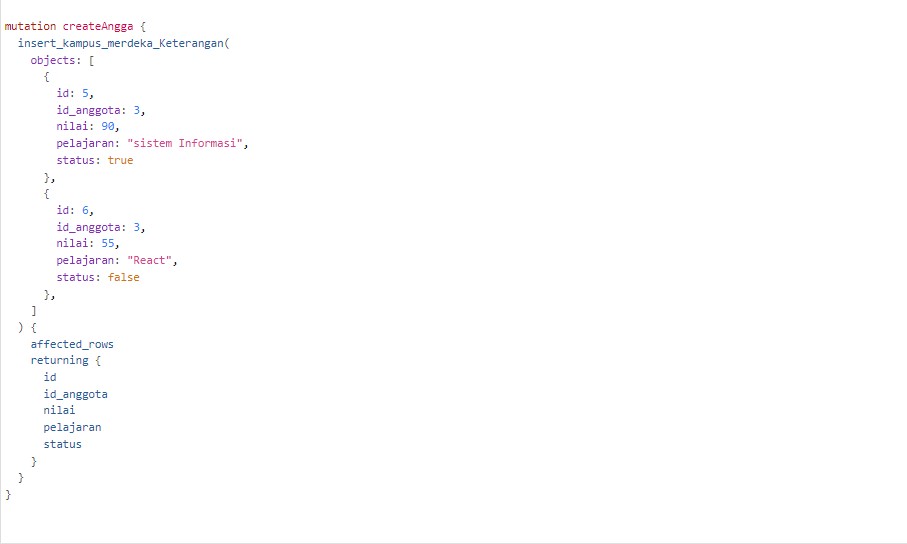 mutation createAngga {
  insert_kampus_merdeka_Keterangan(
    objects: [
      {
        id: 5,
        id_anggota: 3,
        nilai: 90,
        pelajaran: "sistem Informasi",
        status: true
      },
      {
        id: 6,
        id_anggota: 3,
        nilai: 55,
        pelajaran: "React",
        status: false
      },
    ]
  ) {
    affected_rows
    returning {
      id
      id_anggota
      nilai
      pelajaran
      status
    }
  }
}